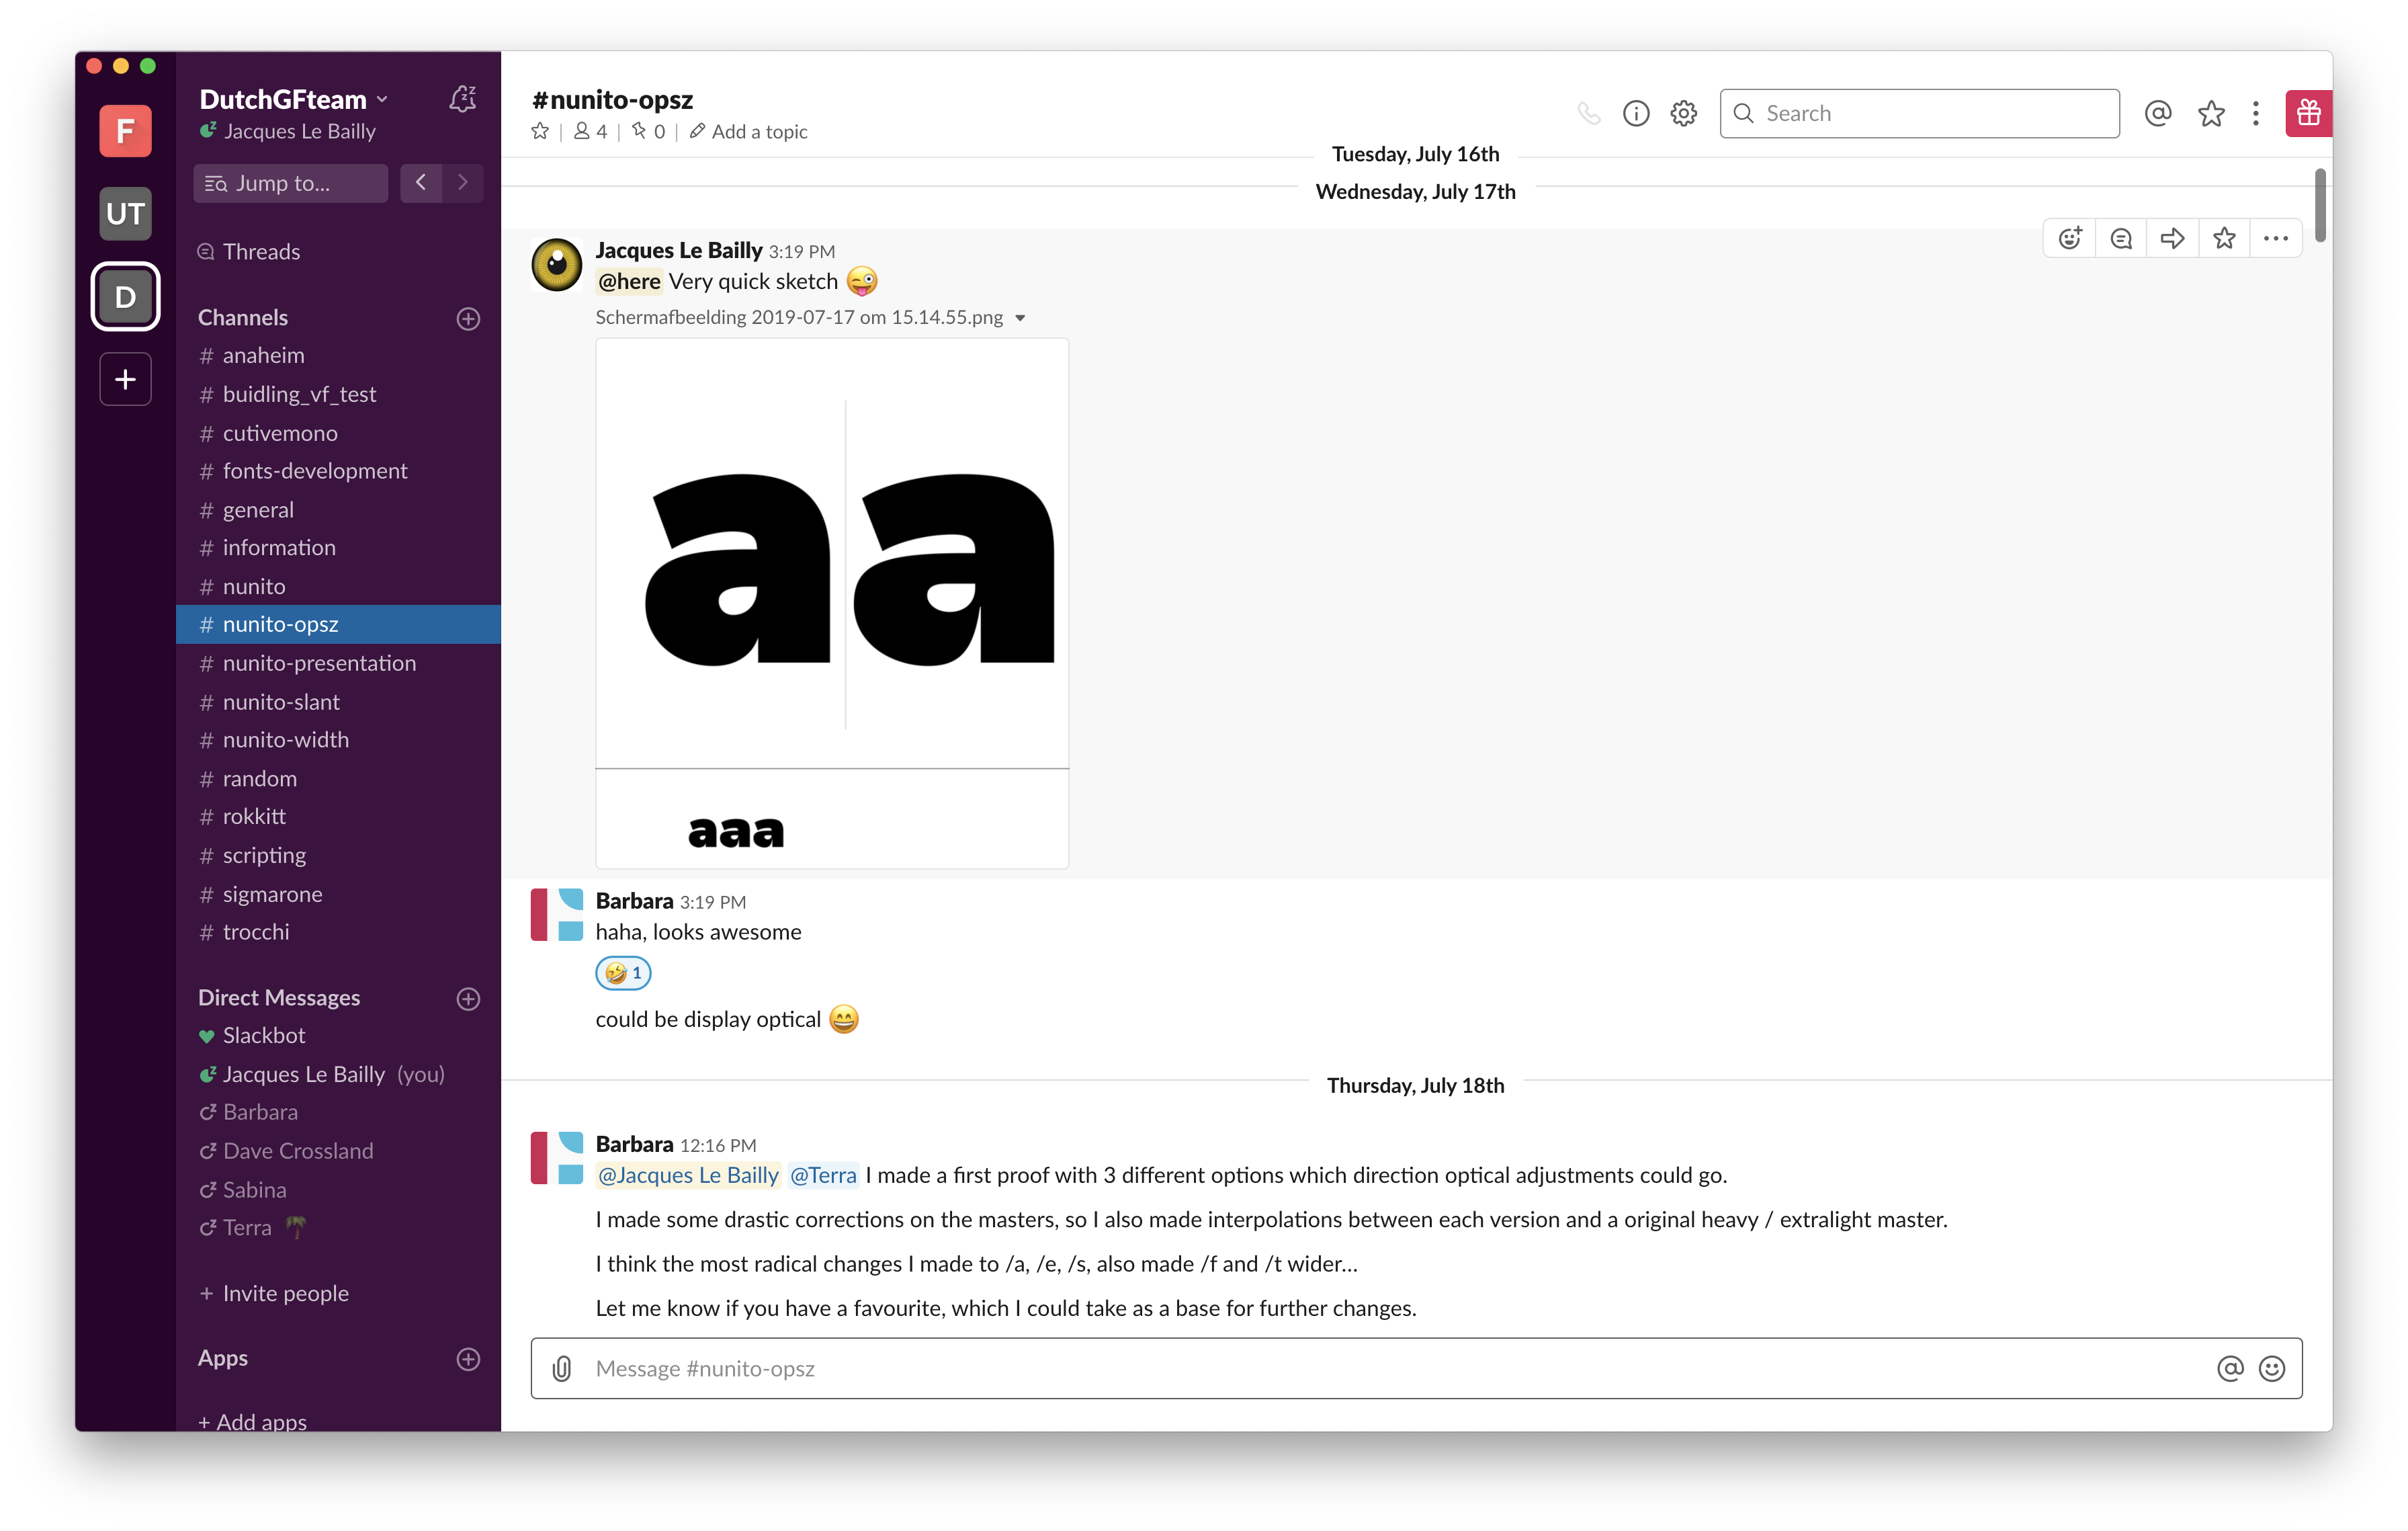 F
UT
D
DutchGFteam
Jacques Le Bailly
Jump to...
Threads
Channels
# anaheim
# buidling_vf_test
# cutivemono
# fonts-development
# general
# information
# nunito
# nunito-opsz
# nunito-presentation
# nunito-slant
# nunito-width
# random
# rokkitt
# scripting
# sigmarone
# trocchi
Direct Messages
Slackbot
Jacques Le Bailly (you)
Barbara
Dave Crossland
Sabina
Terra
+ Invite people
Apps
+ Add apps
#nunito-opsz
| 4 | 0 | Add a topic
Search
Tuesday, July 16th
Wednesday, July 17th
Jacques Le Bailly 3:19 PM
@here Very quick sketch
Schermafbeelding 2019-07-17 om 15.14.55.png
aa
aaa
Barbara 3:19 PM
haha, looks awesome
1
could be display optical
Thursday, July 18th
Barbara 12:16 PM
@Jacques Le Bailly @Terra I made a first proof with 3 different options which direction optical adjustments could go.
I made some drastic corrections on the masters, so I also made interpolations between each version and a original heavy / extralight master.
I think the most radical changes I made to /a, /e, /s, also made /f and /t wider...
Let me know if you have a favourite, which I could take as a base for further changes.
Message #nunito-opsz